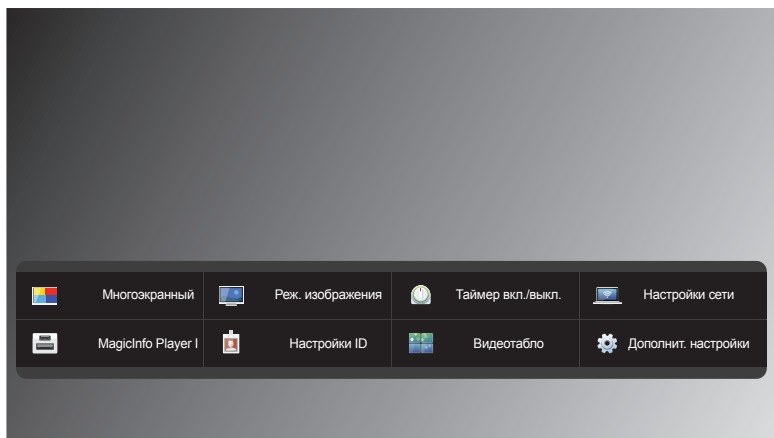 Многоэкранный
Реж. изображения
Таймер вкл./выкл.
Настройки сети
MagicInfo Player I
Настройки ID
Видеотабло
Дополнит. настройки